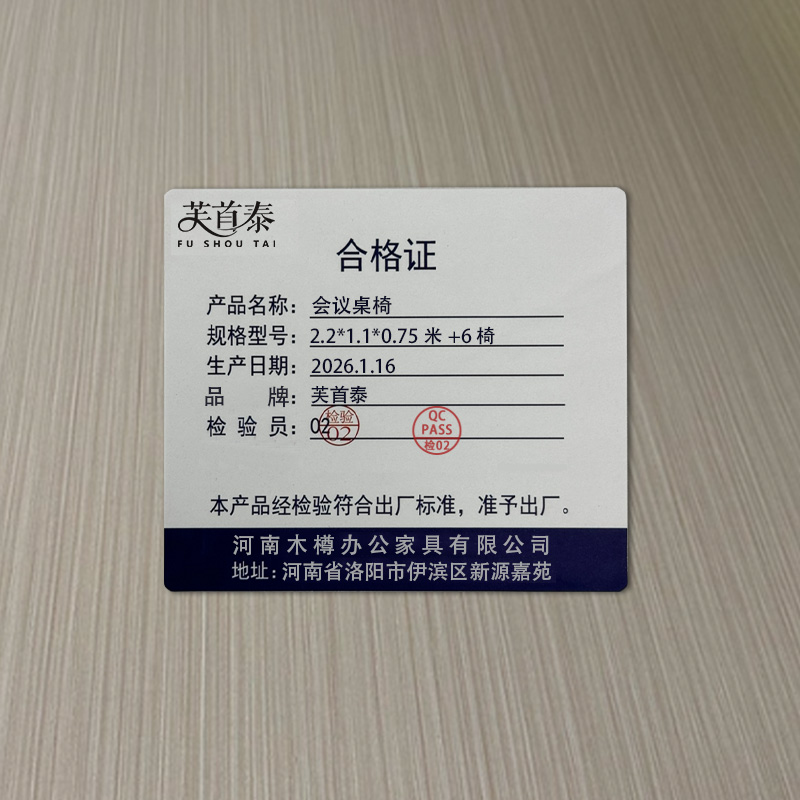 芙首泰
FU SHOU TAI
合格证
产品名称：会议桌椅
规格型号：2.2*1.1*0.75 米 +6 椅
生产日期：2026.1.16
品 牌：芙首泰
检 验 员：02
检验
02
QC
PASS
检02
本产品经检验符合出厂标准，准予出厂。
河南木樽办公家具有限公司
地址：河南省洛阳市伊滨区新源嘉苑